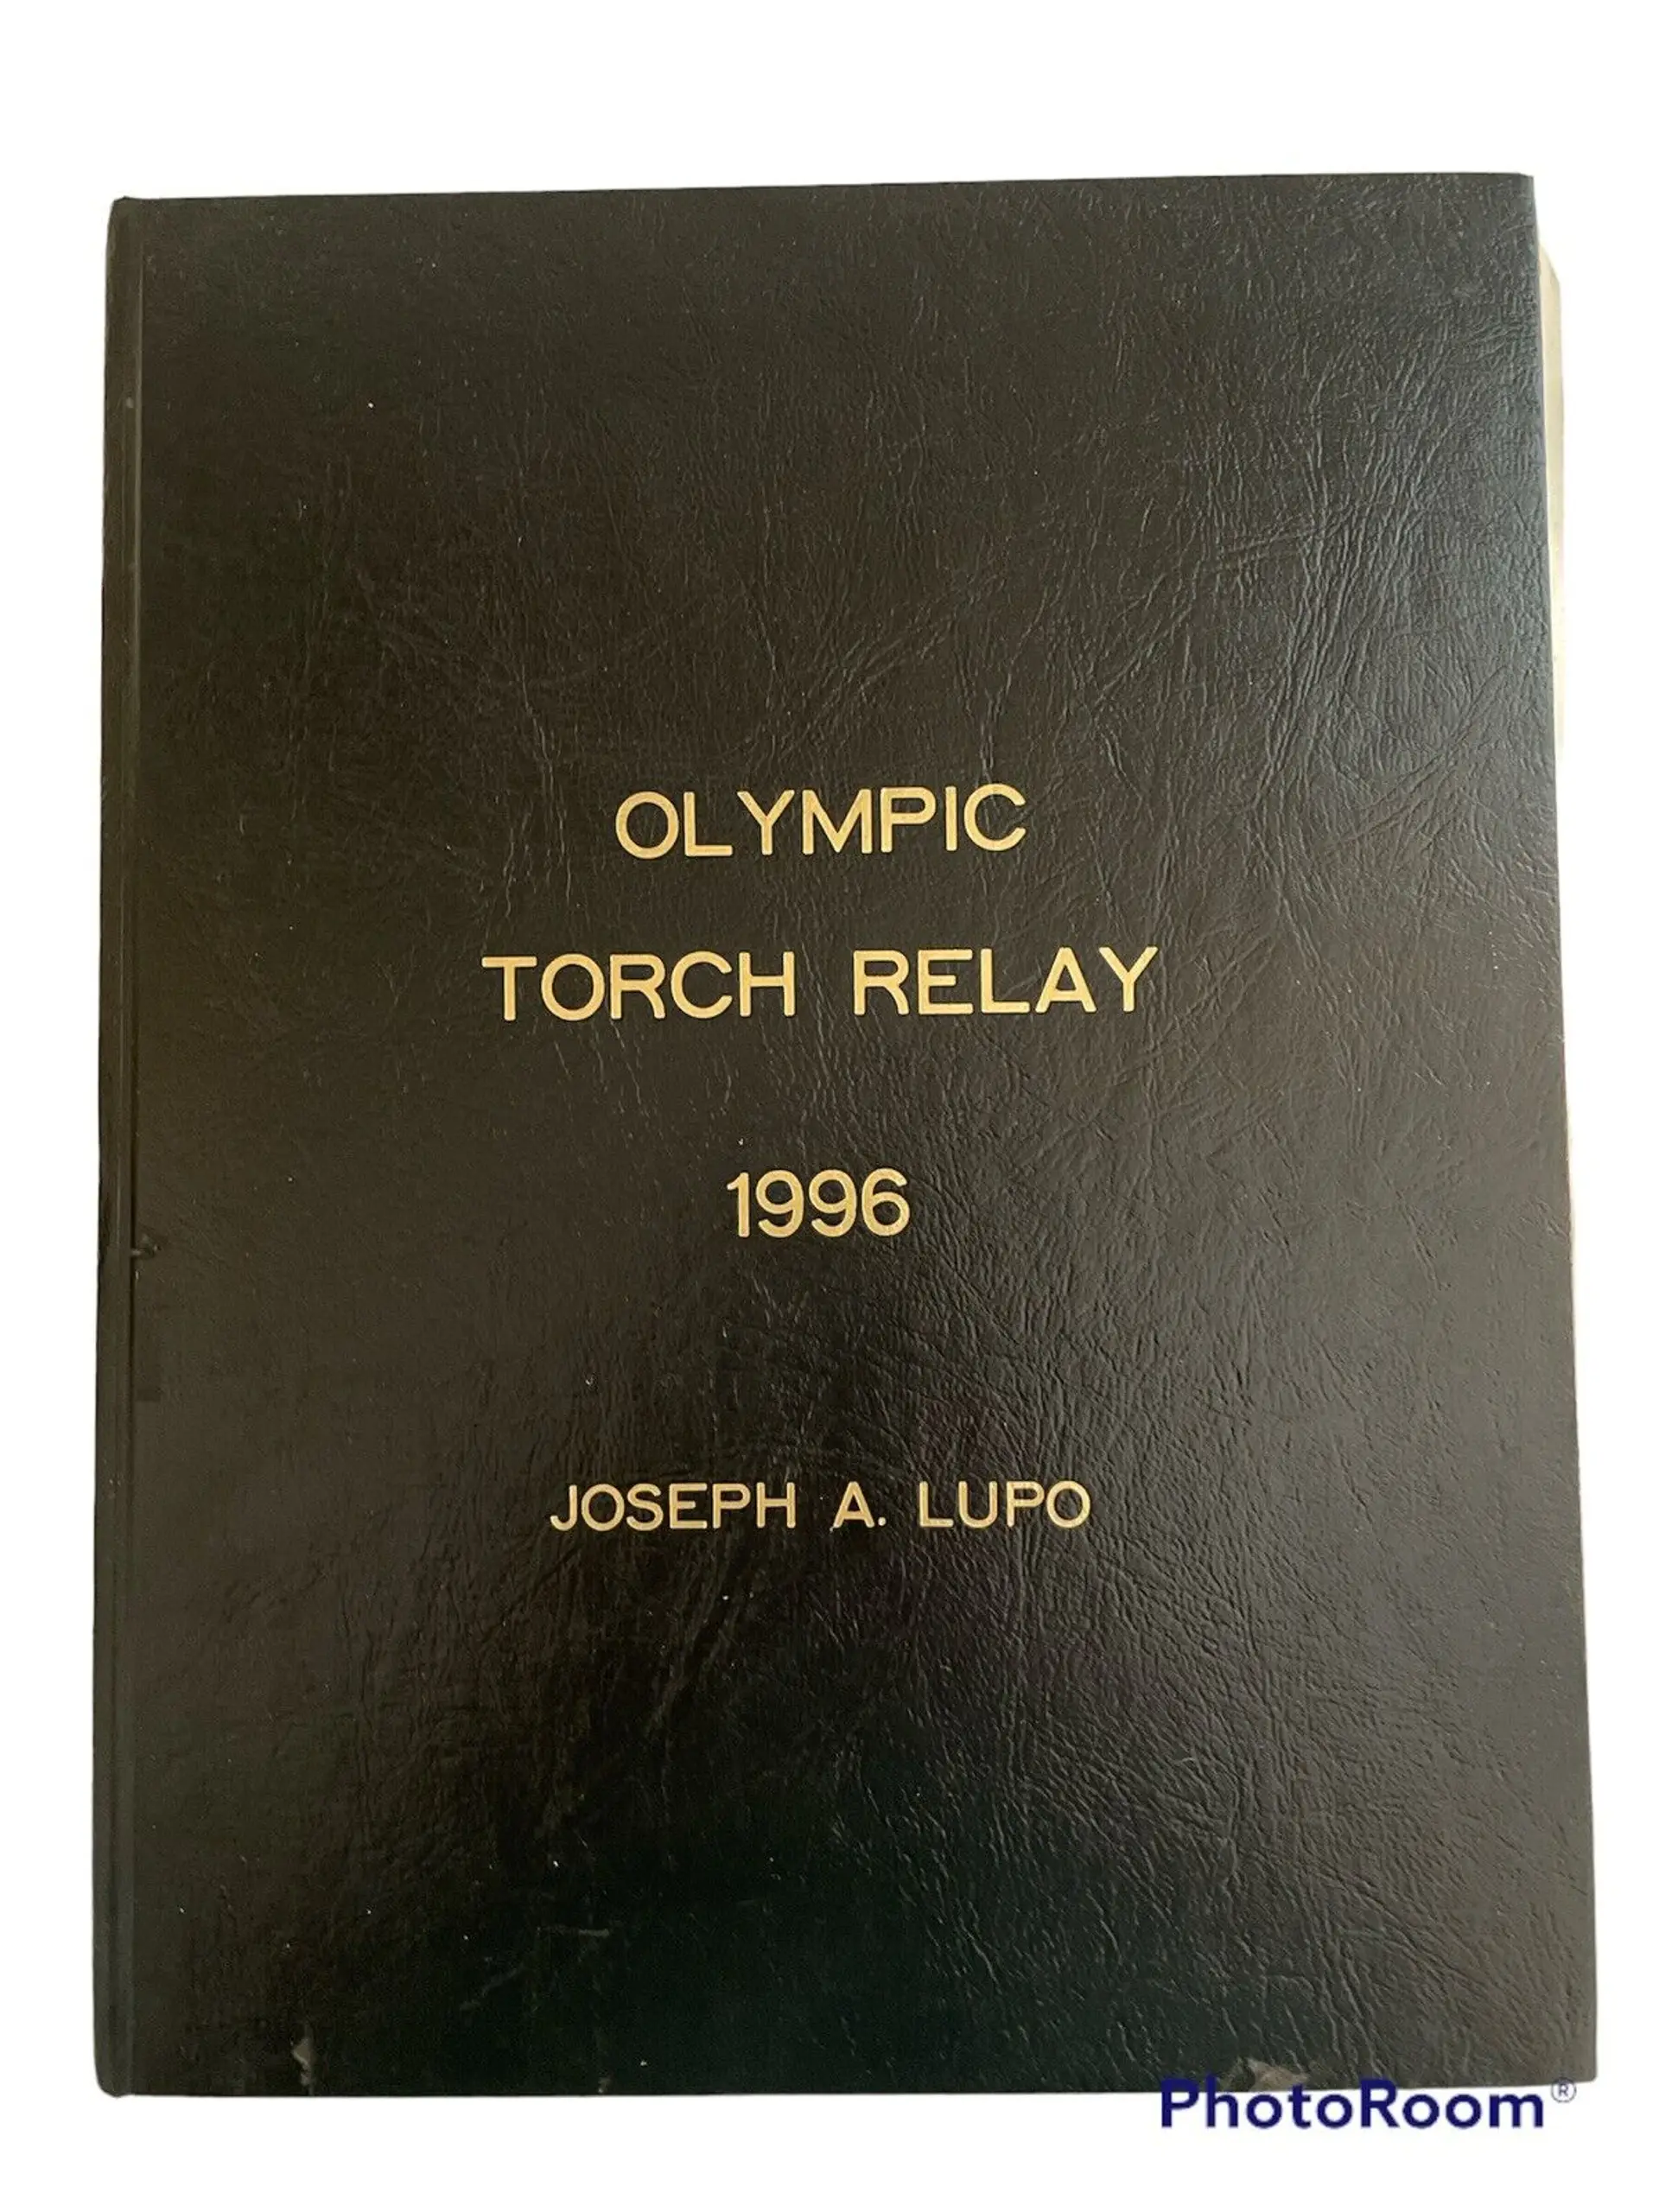 OLYMPIC
TORCH RELAY
1996
JOSEPH A. LUPO
PhotoRoom®